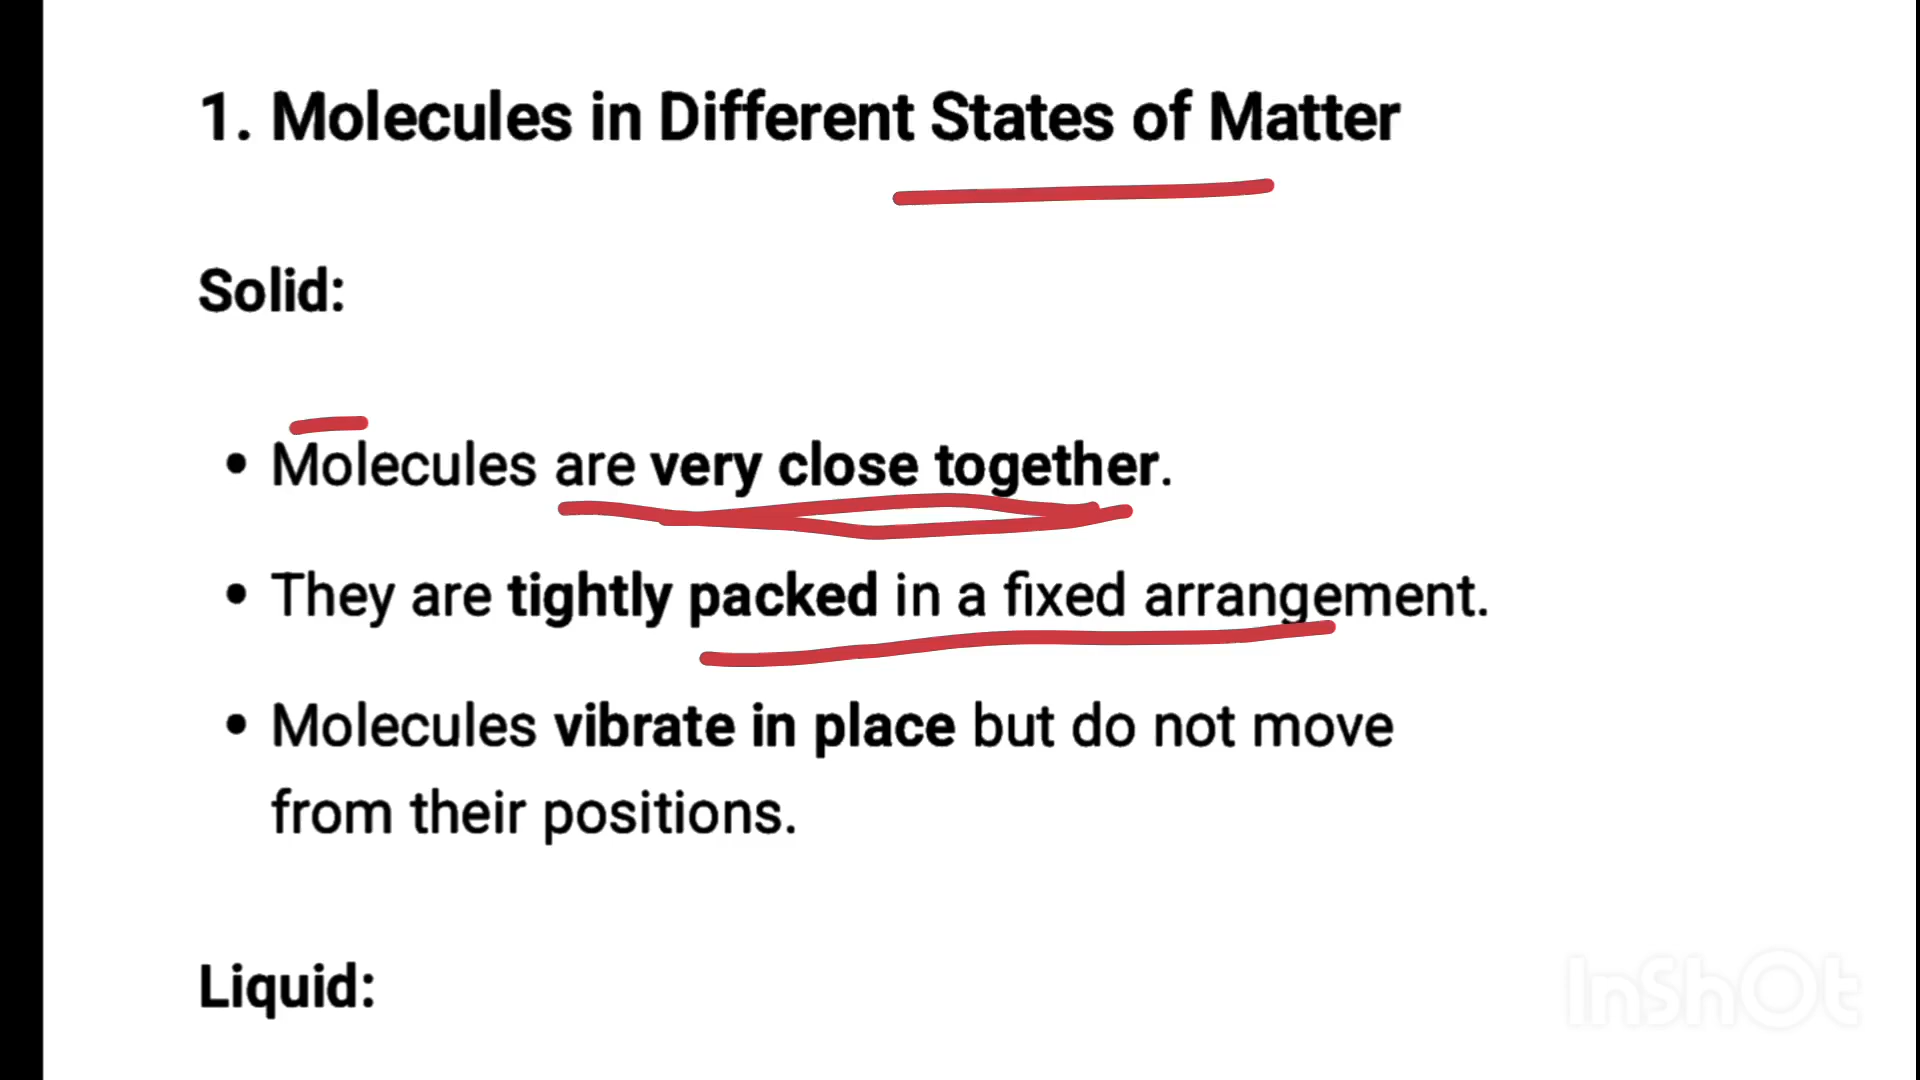 1. Molecules in Different States of Matter
Solid:
• Molecules are very close together.
• They are tightly packed in a fixed arrangement.
• Molecules vibrate in place but do not move
from their positions.
Liquid:
InShOt